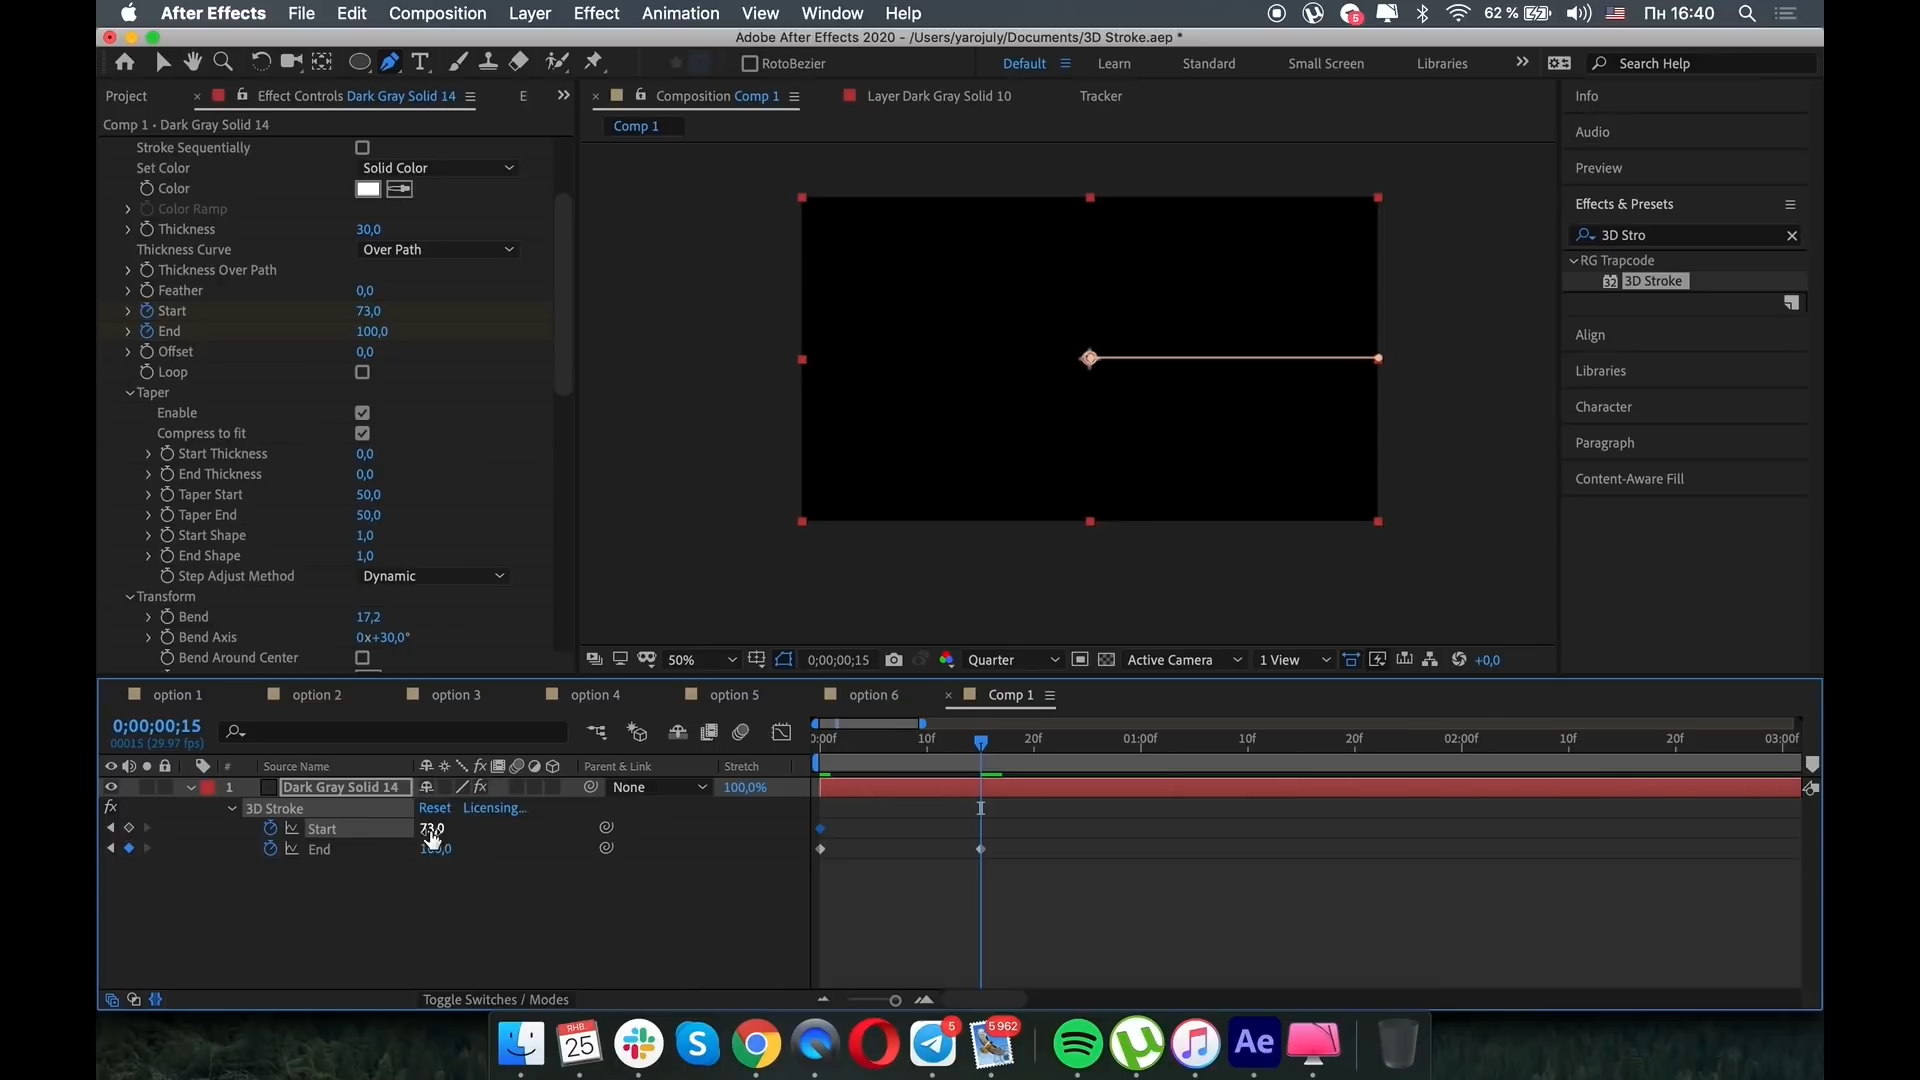 After Effects File Edit Composition Layer Effect Animation View Window Help 5 62 % Пн 16:40
Adobe After Effects 2020 - /Users/yarojuly/Documents/3D Stroke.aep *
RotoBezier Default Learn Standard Small Screen Libraries Search Help
Project Effect Controls Dark Gray Solid 14 E Composition Comp 1 Layer Dark Gray Solid 10 Tracker Info
Comp 1 • Dark Gray Solid 14 Comp 1
Audio
Stroke Sequentially
Set Color Solid Color Preview
Color
Color Ramp Effects & Presets
Thickness 30,0 3D Stro
Thickness Curve Over Path RG Trapcode
Thickness Over Path 32 3D Stroke
Feather 0,0
Start 73,0
End 100,0 Align
Offset 0,0
Loop Libraries
Taper
Enable Character
Compress to fit Paragraph
Start Thickness 0,0
End Thickness 0,0 Content-Aware Fill
Taper Start 50,0
Taper End 50,0
Start Shape 1,0
End Shape 1,0
Step Adjust Method Dynamic
Transform
Bend 17,2
Bend Axis 0x+30,0°
Bend Around Center 50% 0;00;00;15 Quarter Active Camera 1 View +0,0
option 1 option 2 option 3 option 4 option 5 option 6 Comp 1
0;00;00;15
00015 (29.97 fps) 0:00f 10f 20f 01:00f 10f 20f 02:00f 10f 20f 03:00f
# Source Name fx Parent & Link Stretch
1 Dark Gray Solid 14 fx None 100,0%
fx 3D Stroke Reset Licensing...
Start 73,0
End
Toggle Switches / Modes
ЯНВ 25 5 5 962 Ae